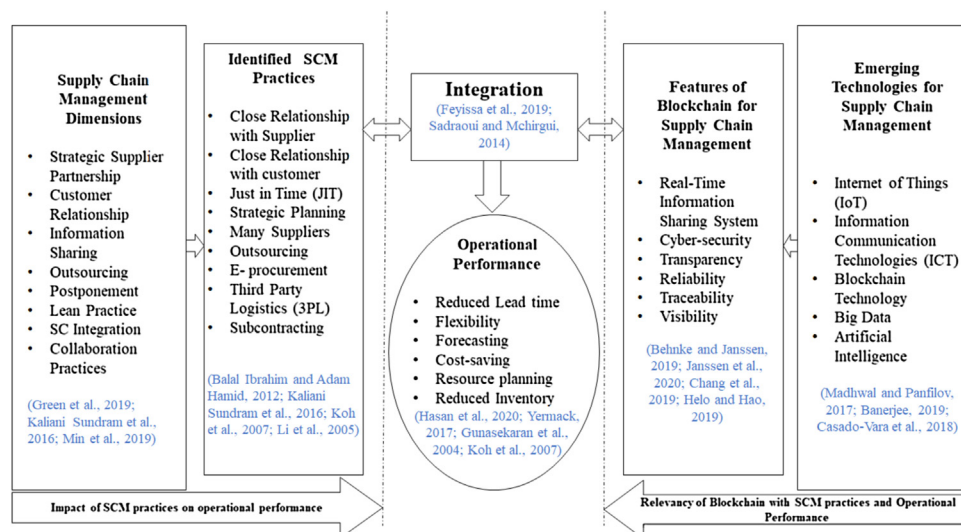 Supply Chain
Management
Dimensions
Strategic Supplier
Partnership
Customer
Relationship
Information
Sharing
Outsourcing
Postponement
Lean Practice
SC Integration
Collaboration
Practices
(Green et al., 2019;
Kaliani Sundram et al.,
2016; Min et al., 2019)
Identified SCM
Practices
Close Relationship
with Supplier
Close Relationship
with customer
Just in Time (JIT)
Strategic Planning
Many Suppliers
Outsourcing
E- procurement
Third Party
Logistics (3PL)
Subcontracting
(Balal Ibrahim and Adam
Hamid, 2012; Kaliani
Sundram et al., 2016; Koh
et al., 2007; Li et al., 2005)
Integration
(Feyissa et al., 2019;
Sadraoui and Mchirgui,
2014)
Operational
Performance
Reduced Lead time
Flexibility
Forecasting
Cost-saving
Resource planning
Reduced Inventory
(Hasan et al., 2020; Yermack,
2017; Gunasekaran et al.,
2004; Koh et al., 2007)
Features of
Blockchain for
Supply Chain
Management
Real-Time
Information
Sharing System
Cyber-security
Transparency
Reliability
Traceability
Visibility
(Behnke and Janssen,
2019; Janssen et al.,
2020; Chang et al.,
2019; Helo and Hao,
2019)
Emerging
Technologies for
Supply Chain
Management
Internet of Things
(IoT)
Information
Communication
Technologies (ICT)
Blockchain
Technology
Big Data
Artificial
Intelligence
(Madhwal and Panfilov,
2017; Banerjee, 2019;
Casado-Vara et al., 2018)
Impact of SCM practices on operational performance
Relevancy of Blockchain with SCM practices and Operational
Performance